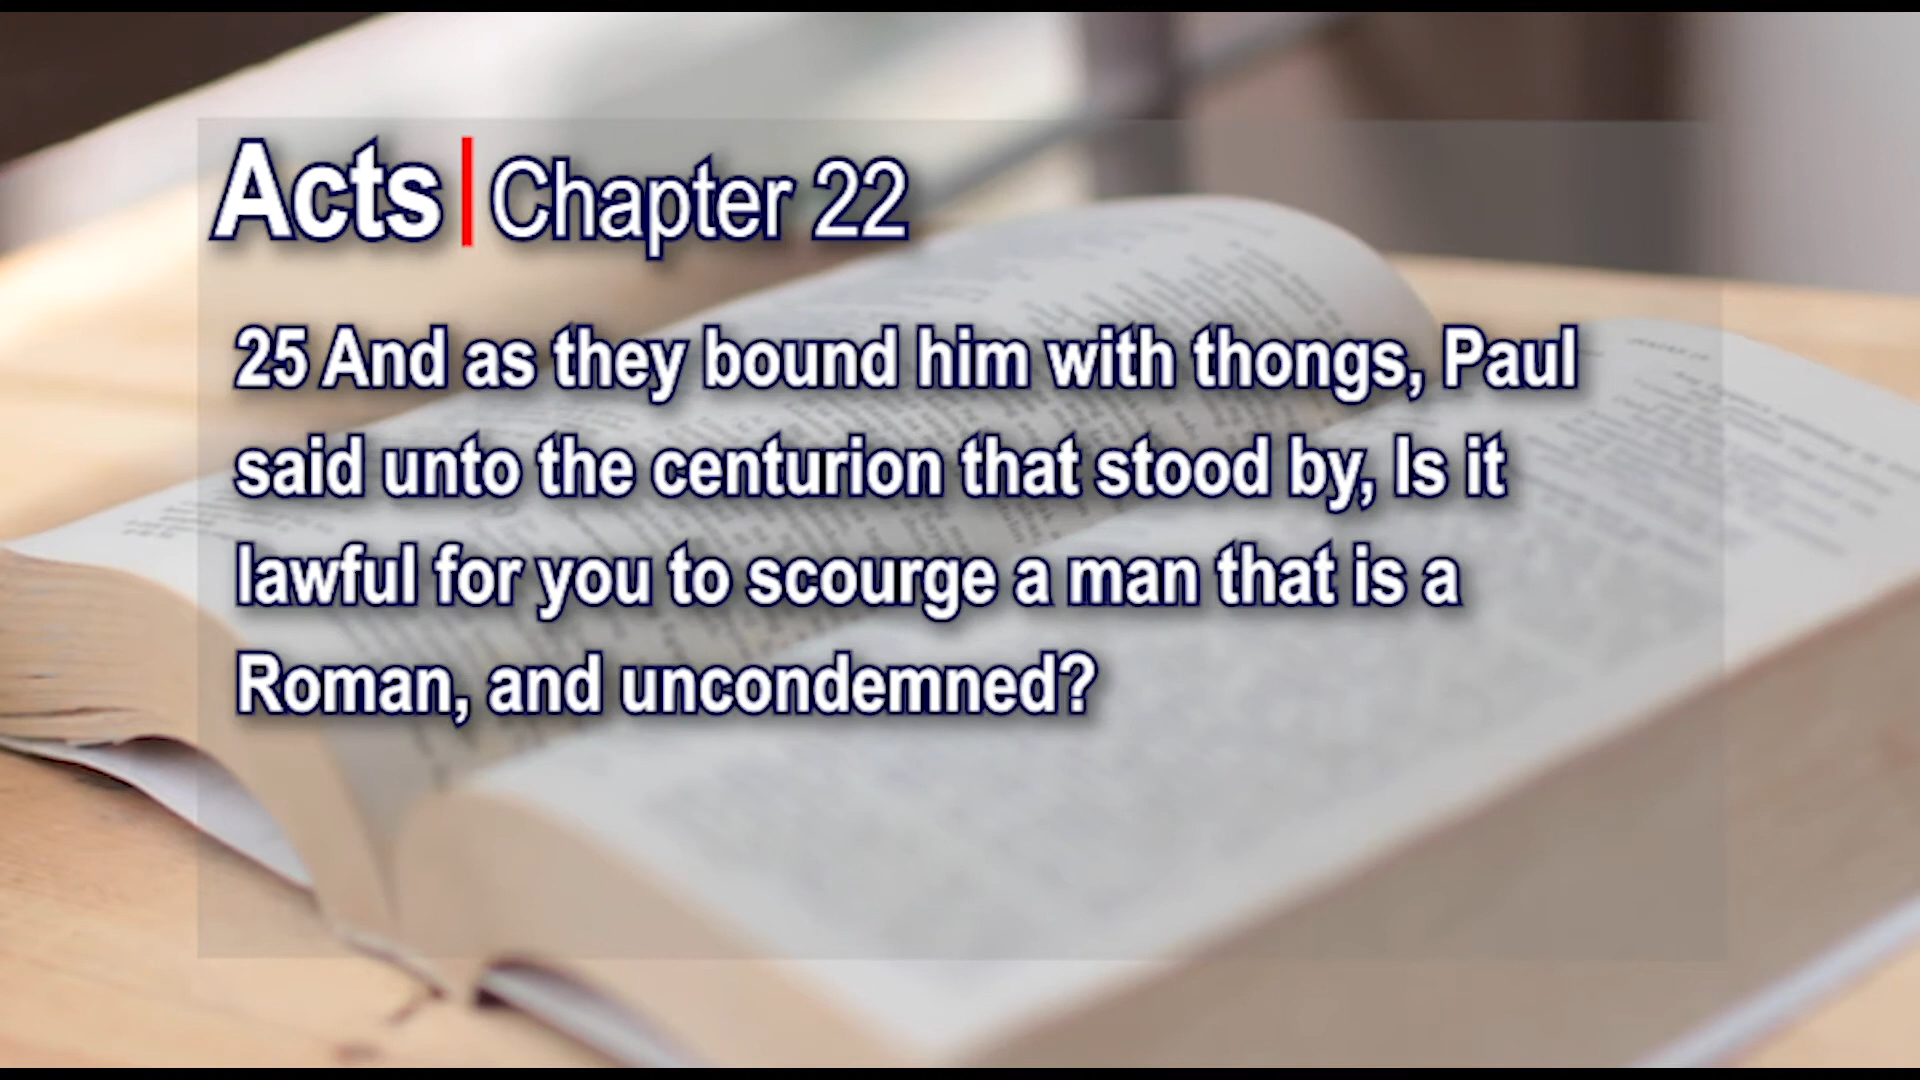 Acts | Chapter 22
25 And as they bound him with thongs, Paul
said unto the centurion that stood by, Is it
lawful for you to scourge a man that is a
Roman, and uncondemned?